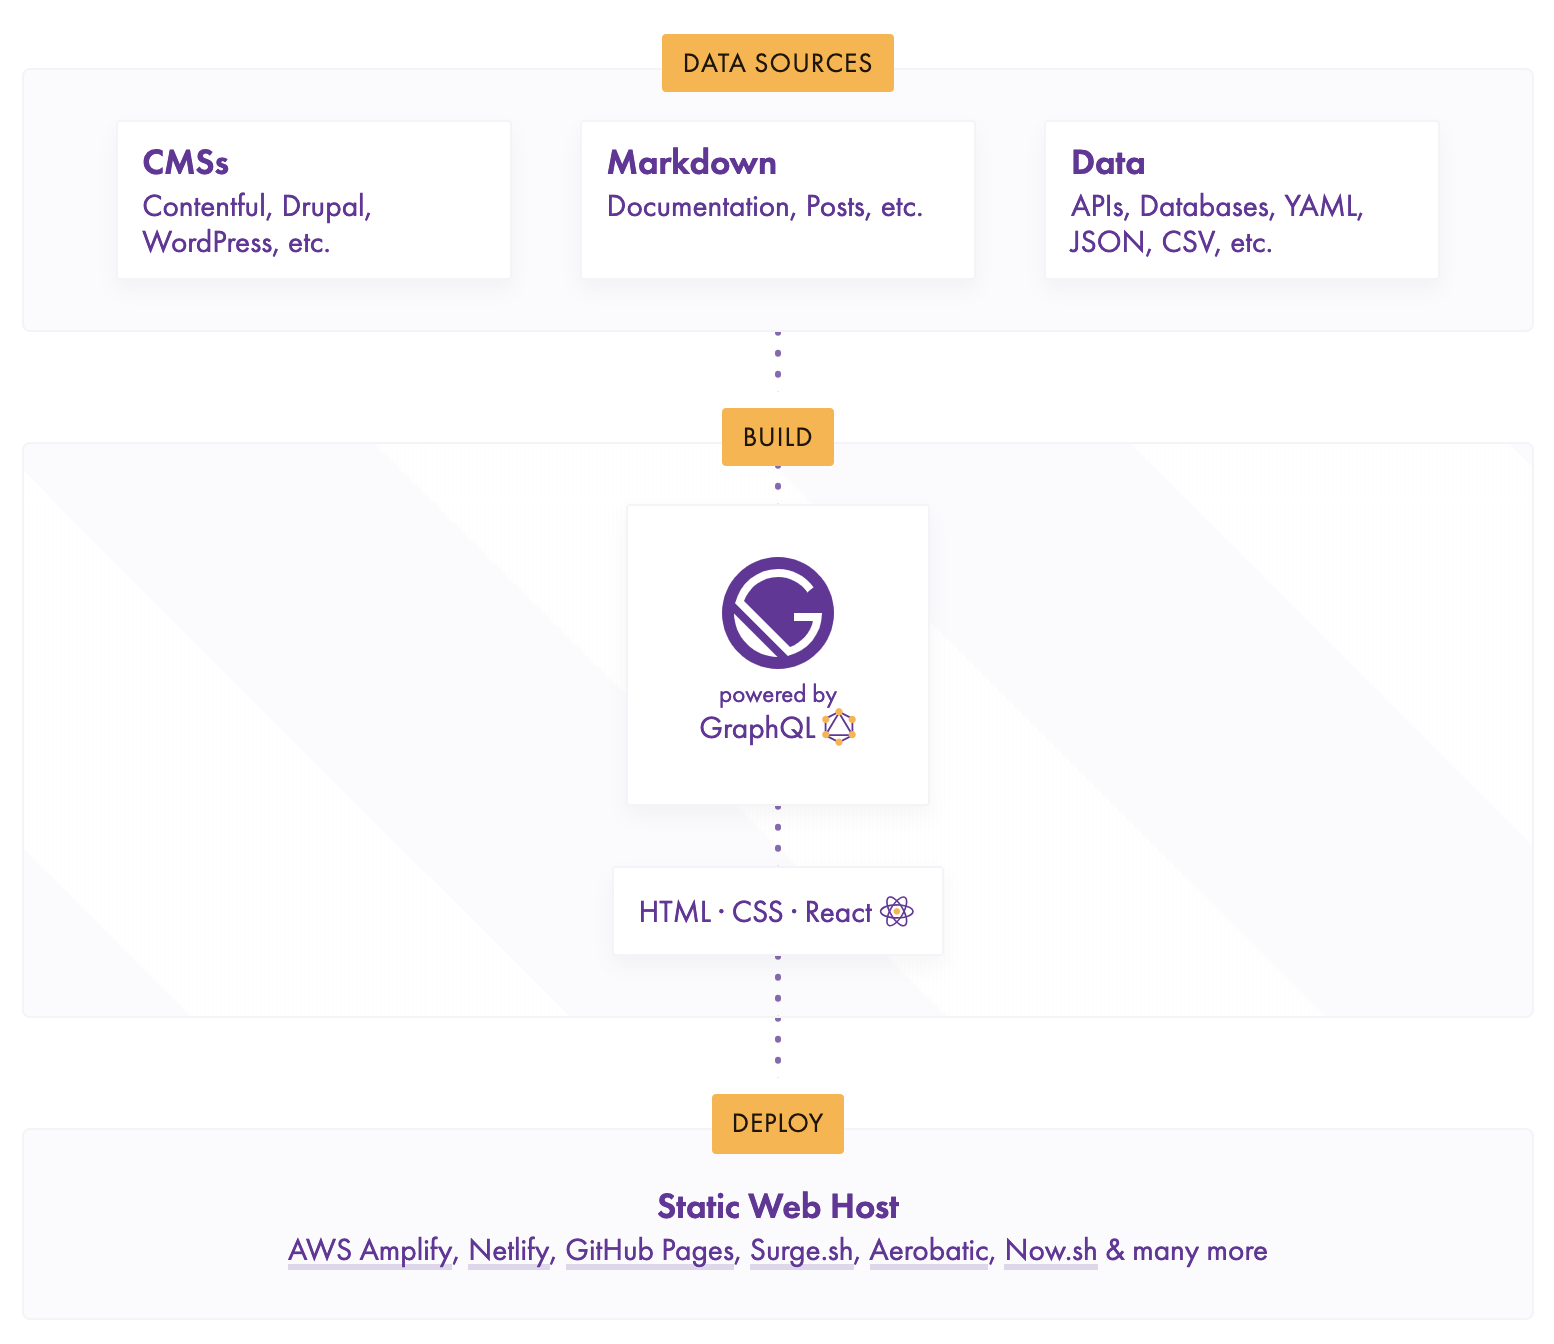 DATA SOURCES
CMSs
Contentful, Drupal,
WordPress, etc.
Markdown
Documentation, Posts, etc.
Data
APIs, Databases, YAML,
JSON, CSV, etc.
BUILD
powered by
GraphQL
HTML · CSS · React
DEPLOY
Static Web Host
AWS Amplify, Netlify, GitHub Pages, Surge.sh, Aerobatic, Now.sh & many more